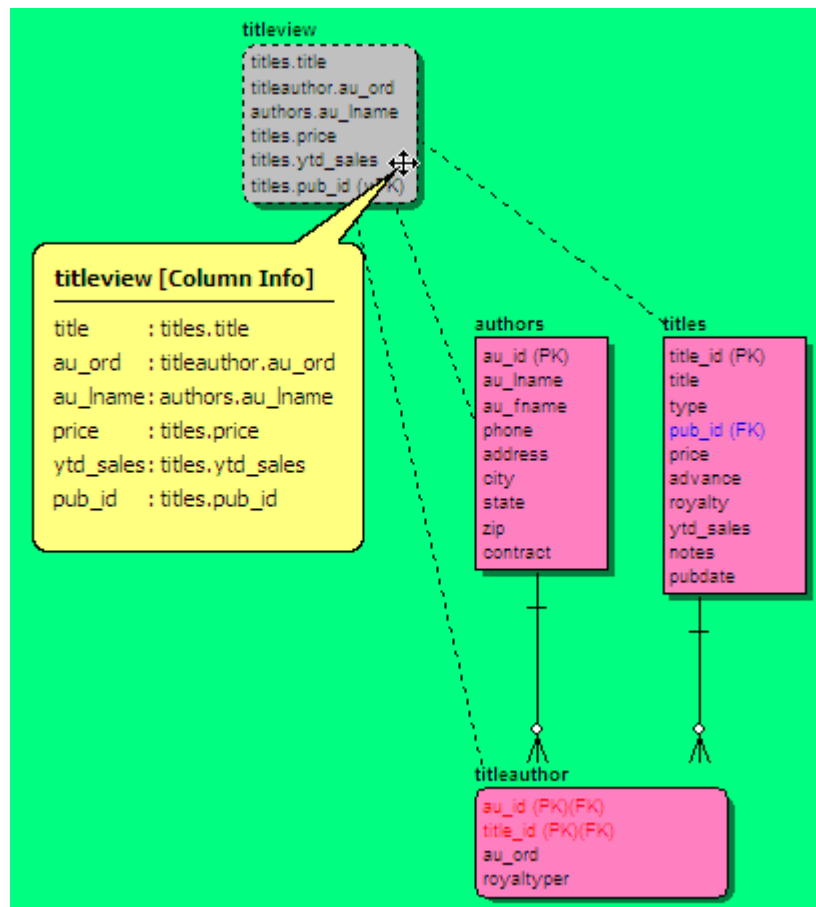 titleview
titles.title
titleauthor.au_ord
authors.au_lname
titles.price
titles.ytd_sales
titles.pub_id
titleview [Column Info]
title : titles.title
au_ord : titleauthor.au_ord
au_lname : authors.au_lname
price : titles.price
ytd_sales : titles.ytd_sales
pub_id : titles.pub_id
authors
au_id (PK)
au_lname
au_fname
phone
address
city
state
zip
contract
titles
title_id (PK)
title
type
pub_id (FK)
price
advance
royalty
ytd_sales
notes
pubdate
titleauthor
au_id (PK)(FK)
title_id (PK)(FK)
au_ord
royaltyper